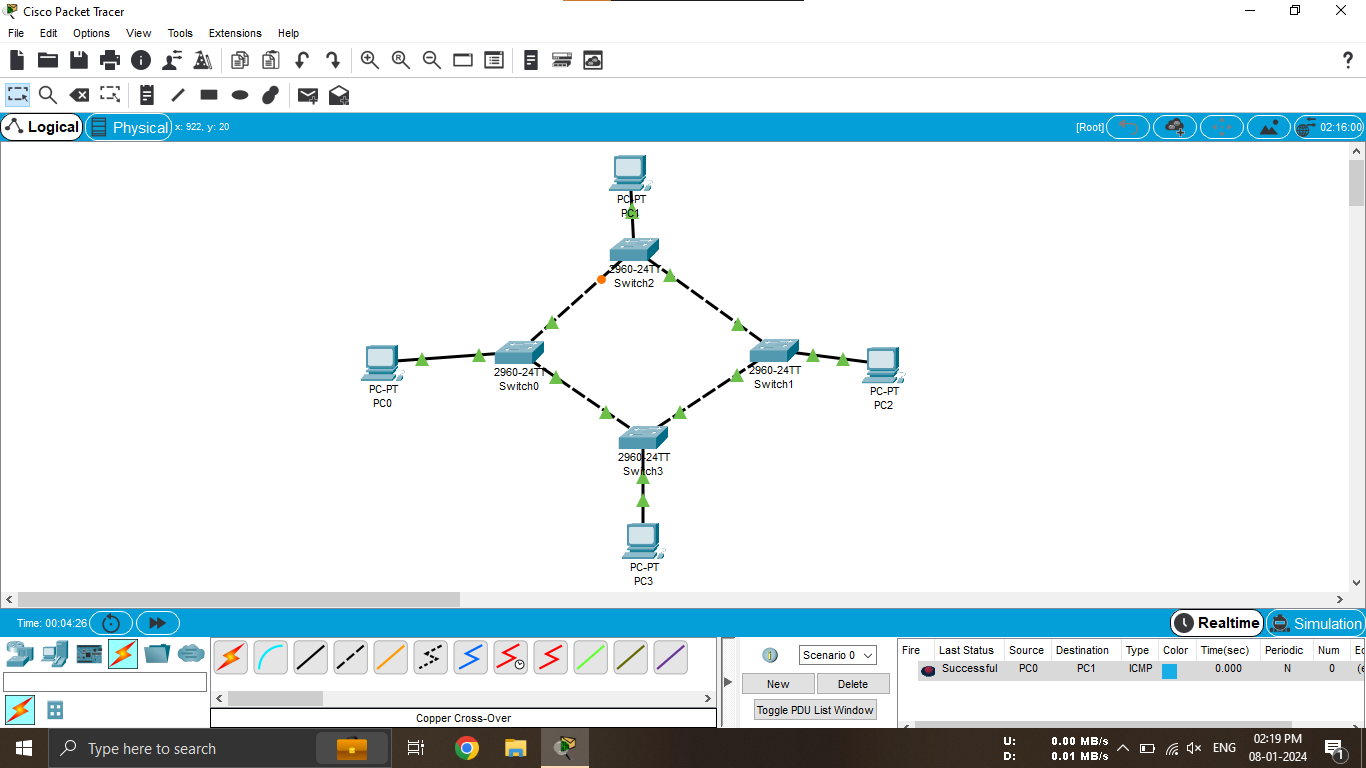 Cisco Packet Tracer
File Edit Options View Tools Extensions Help
Logical Physical x: 922, y: 20 [Root] 02:16:00
PC-PT
PC1
2960-24TT
Switch2
2960-24TT
Switch0
2960-24TT
Switch1
PC-PT
PC0
PC-PT
PC2
2960-24TT
Switch3
PC-PT
PC3
Time: 00:04:26 Realtime Simulation
Scenario 0
New Delete
Toggle PDU List Window
Fire Last Status Source Destination Type Color Time(sec) Periodic Num Ed
Successful PC0 PC1 ICMP 0.000 N 0 (e
Copper Cross-Over
Type here to search
U: 0.00 MB/s
D: 0.01 MB/s
ENG
02:19 PM
08-01-2024
1